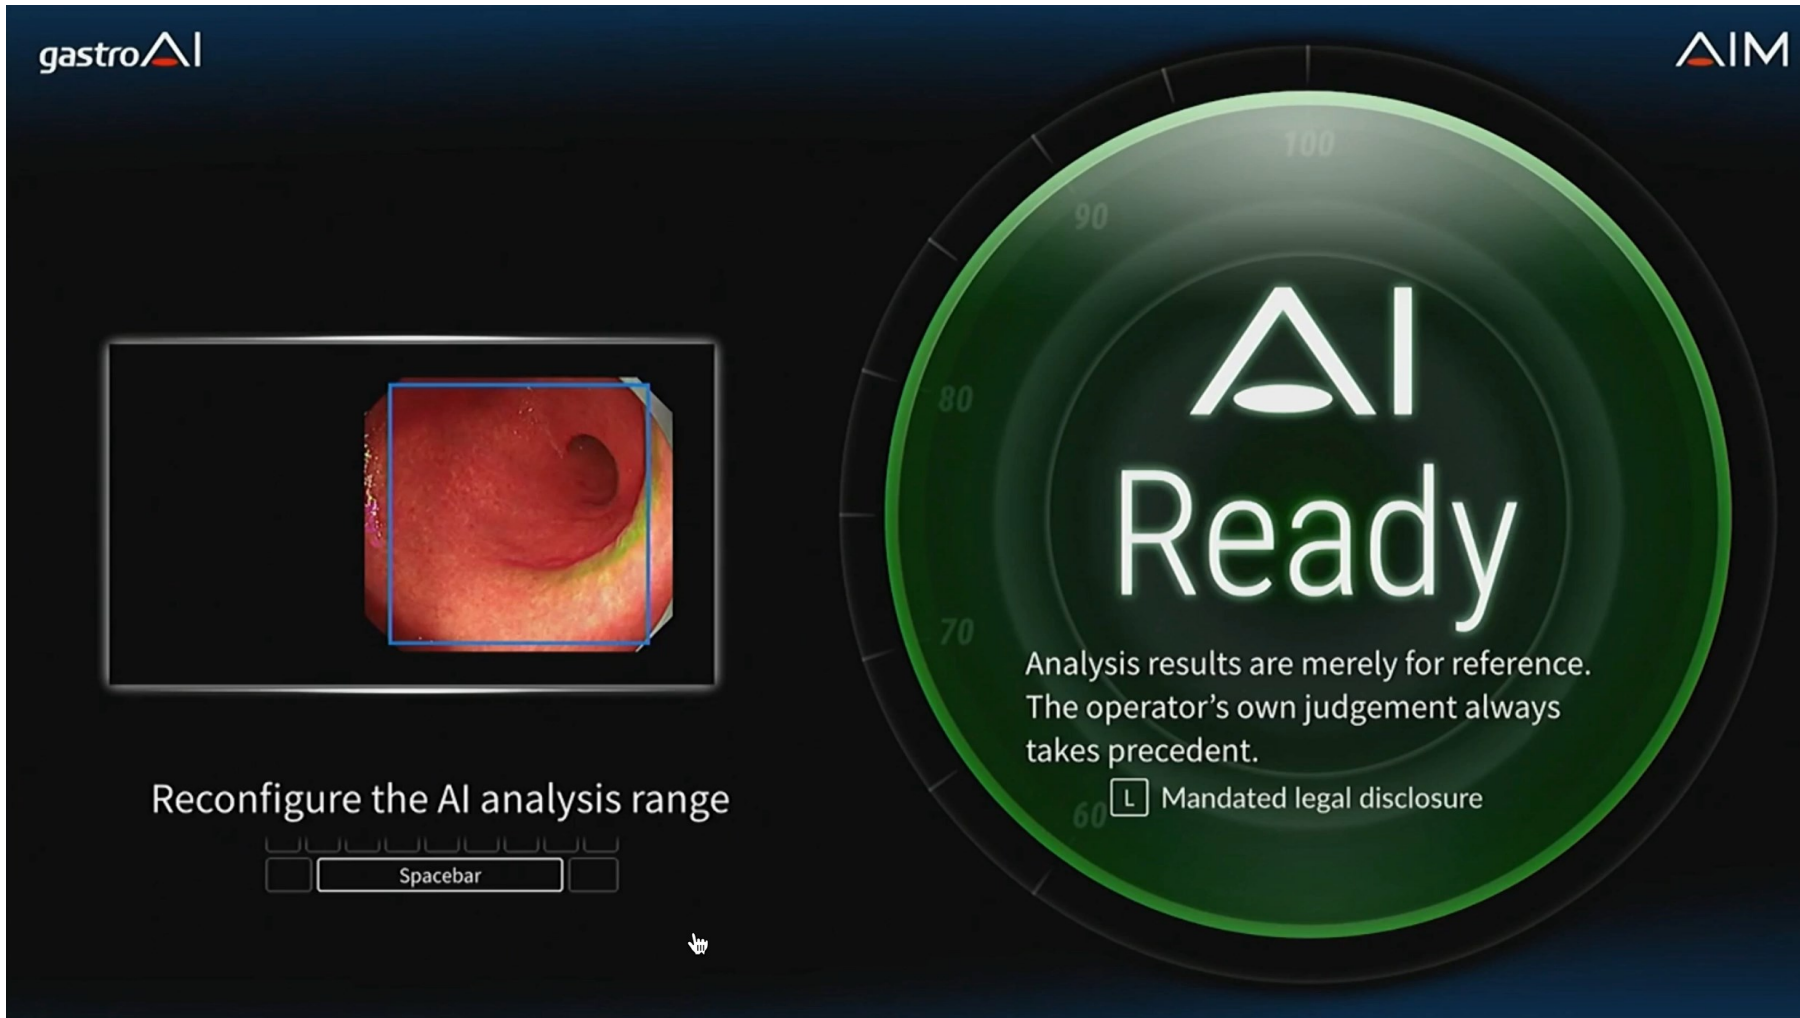 gastroAI
AIM
100
90
80
70
60
AI
Ready
Analysis results are merely for reference.
The operator’s own judgement always
takes precedent.
L Mandated legal disclosure
Reconfigure the AI analysis range
Spacebar